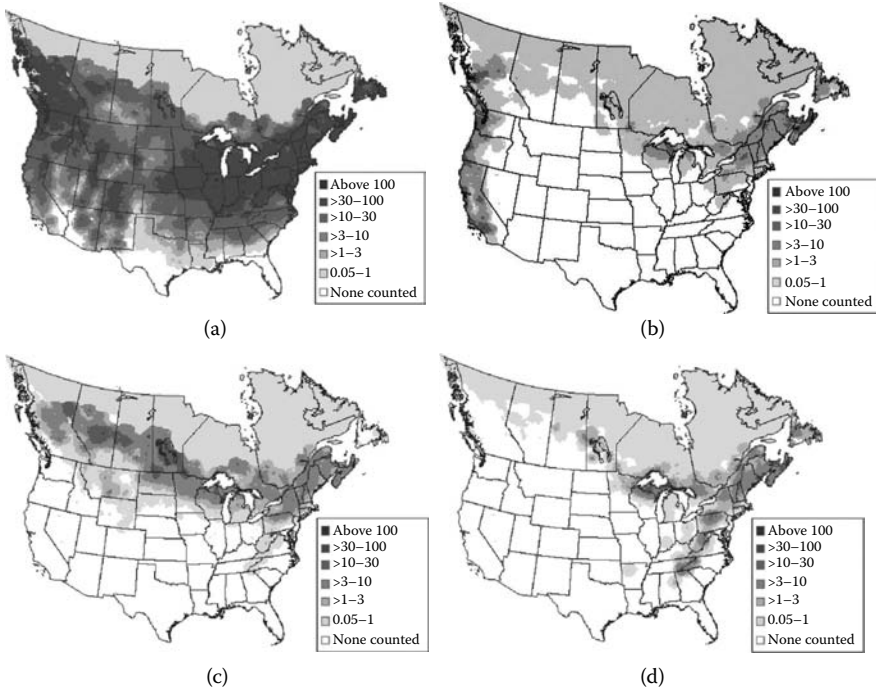 Above 100
>30–100
>10–30
>3–10
>1–3
0.05–1
None counted
(a)
Above 100
>30–100
>10–30
>3–10
>1–3
0.05–1
None counted
(b)
Above 100
>30–100
>10–30
>3–10
>1–3
0.05–1
None counted
(c)
Above 100
>30–100
>10–30
>3–10
>1–3
0.05–1
None counted
(d)